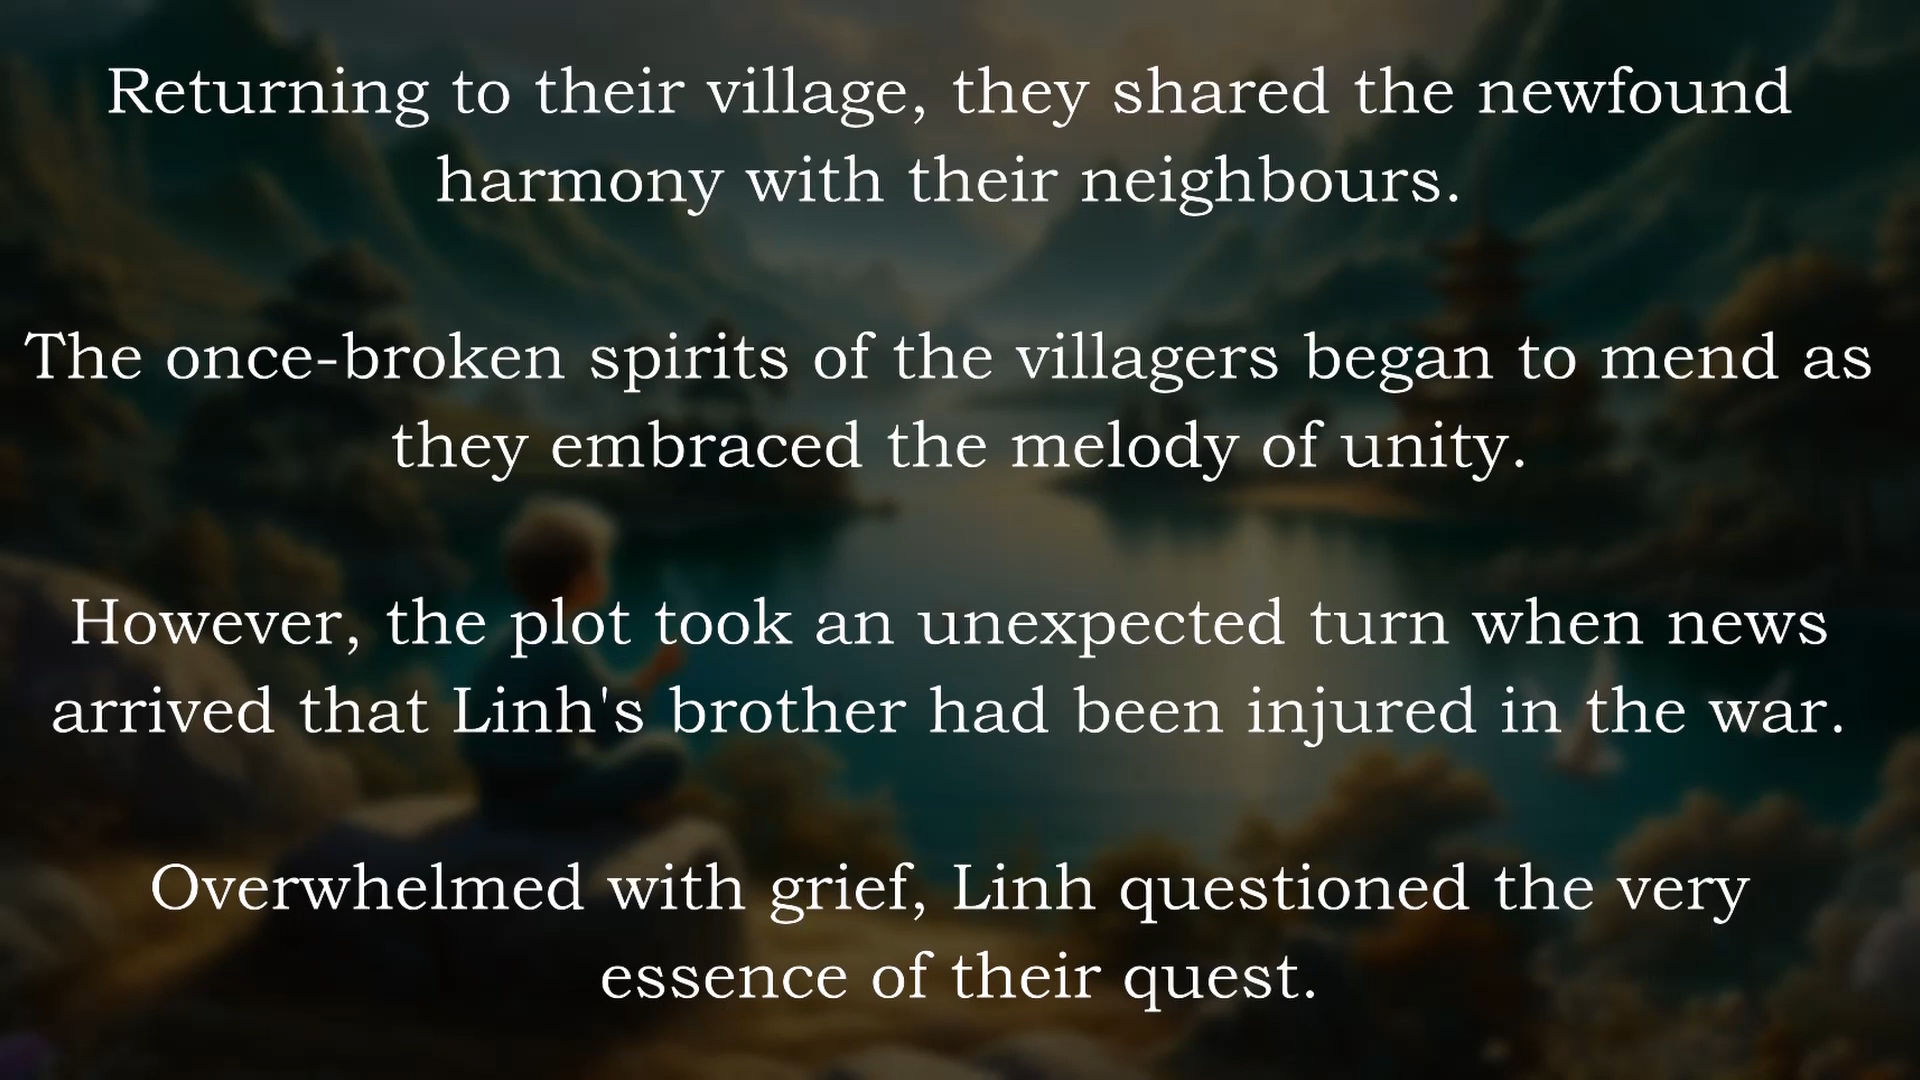 Returning to their village, they shared the newfound
harmony with their neighbours.
The once-broken spirits of the villagers began to mend as
they embraced the melody of unity.
However, the plot took an unexpected turn when news
arrived that Linh's brother had been injured in the war.
Overwhelmed with grief, Linh questioned the very
essence of their quest.